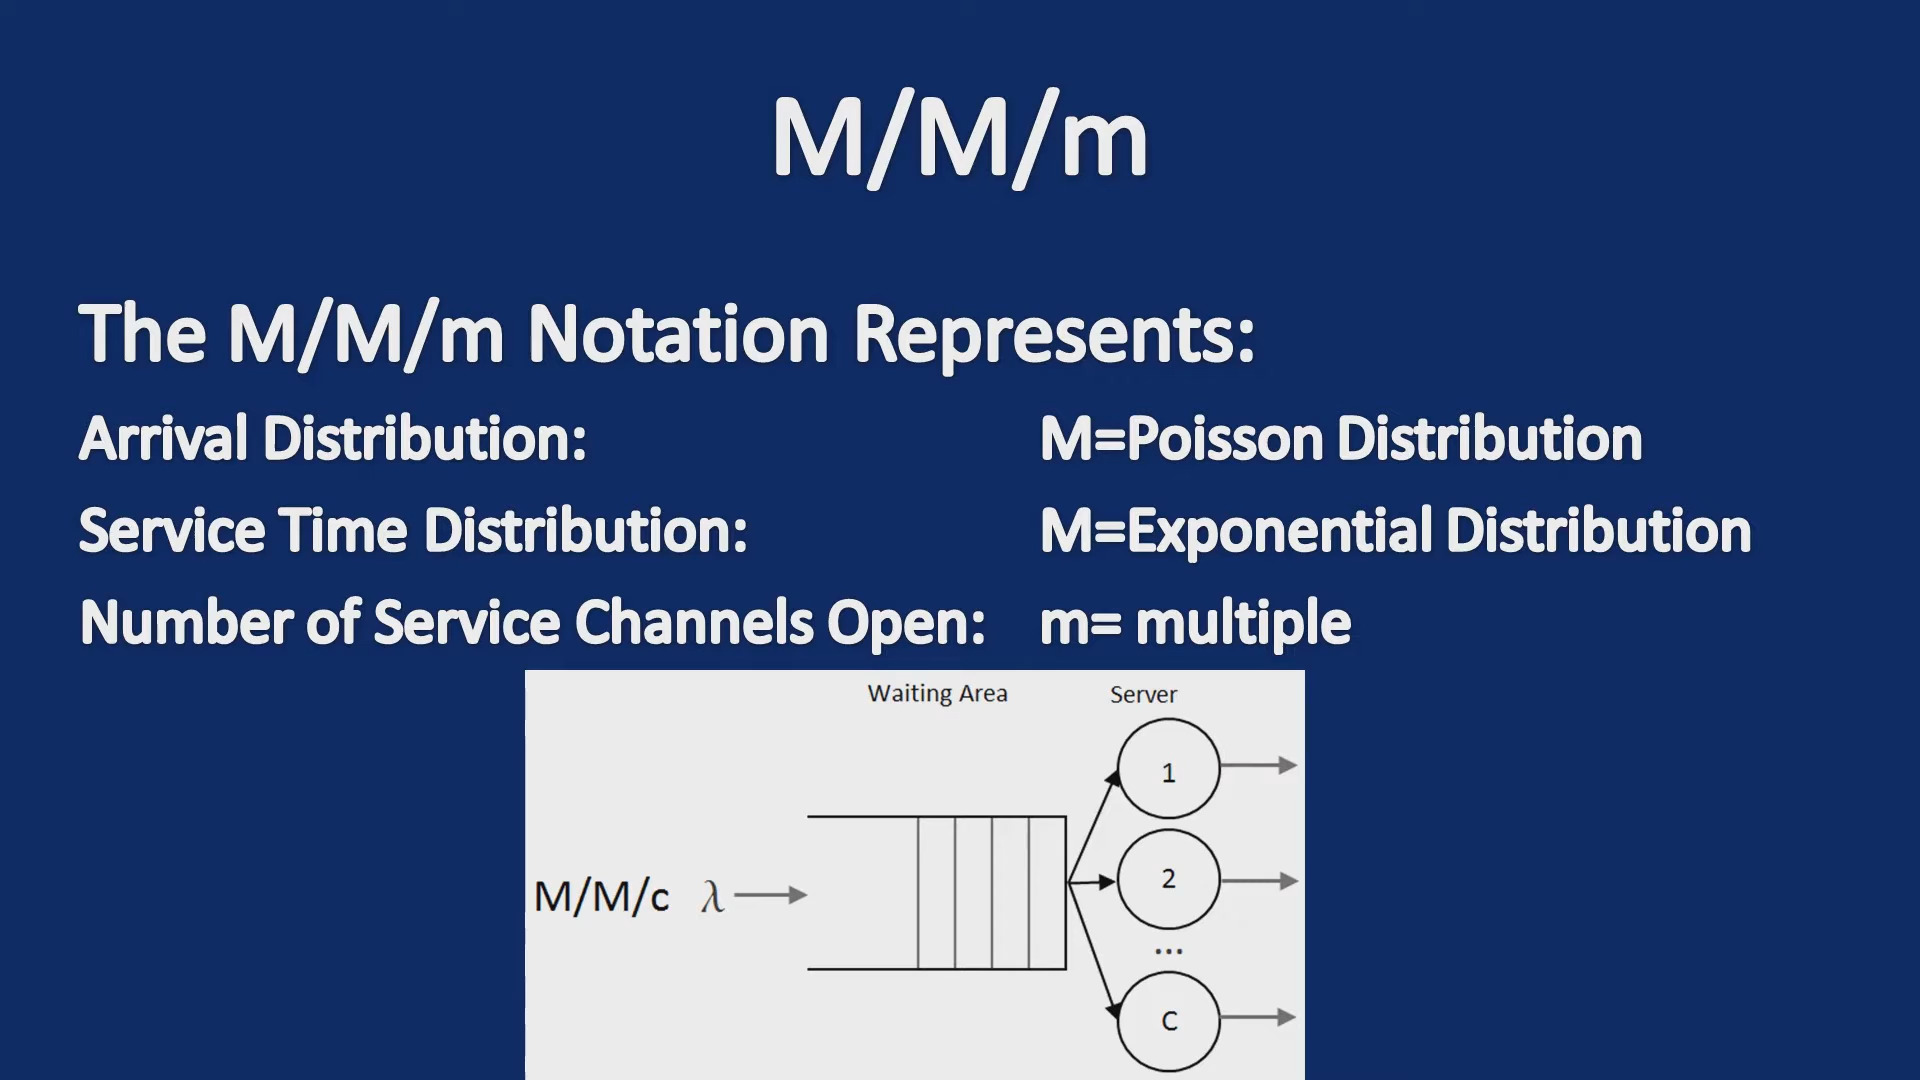 M/M/m
The M/M/m Notation Represents:
Arrival Distribution: M=Poisson Distribution
Service Time Distribution: M=Exponential Distribution
Number of Service Channels Open: m= multiple
Waiting Area Server
1
M/M/c λ
2
...
C